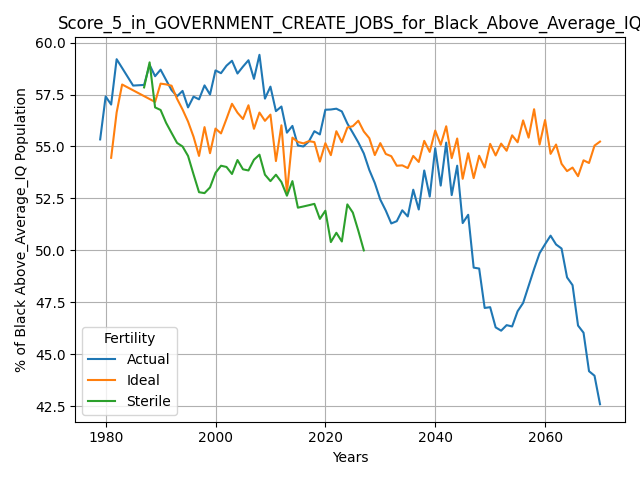 Score_5_in_GOVERNMENT_CREATE_JOBS_for_Black_Above_Average_IQ
% of Black Above_Average_IQ Population
60.0
57.5
55.0
52.5
50.0
47.5
45.0
42.5
Fertility
Actual
Ideal
Sterile
1980
2000
2020
2040
2060
Years